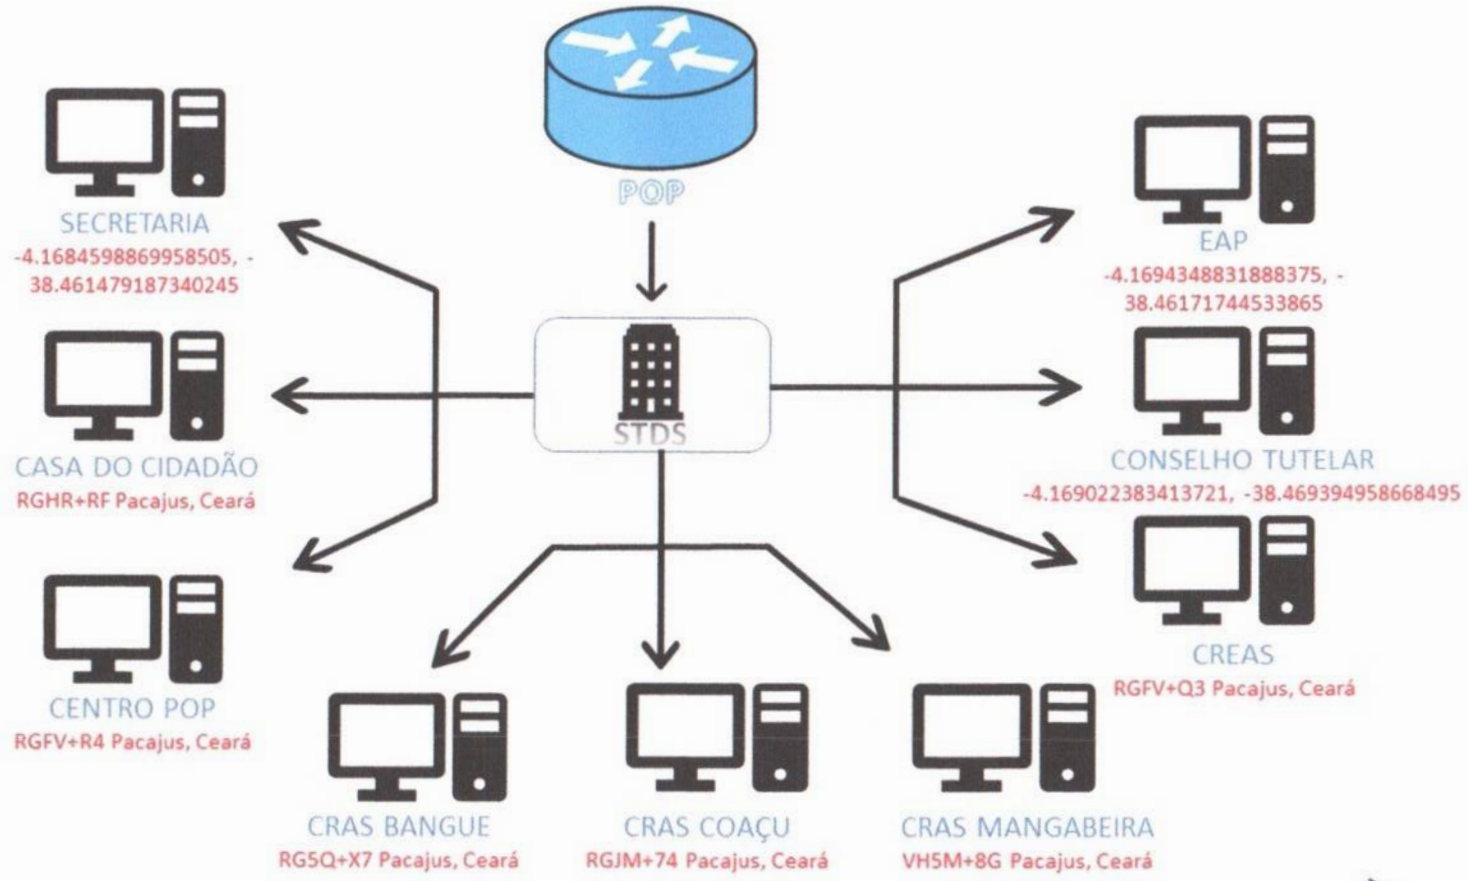 POP
SECRETARIA
-4.1684598869958505, -
38.461479187340245
EAP
-4.1694348831888375, -
38.46171744533865
STDS
CASA DO CIDADÃO
RGHR+RF Pacajus, Ceará
CONSELHO TUTELAR
-4.169022383413721, -38.469394958668495
CENTRO POP
RGFV+R4 Pacajus, Ceará
CREAS
RGFV+Q3 Pacajus, Ceará
CRAS BANGUE
RG5Q+X7 Pacajus, Ceará
CRAS COAÇU
RGJM+74 Pacajus, Ceará
CRAS MANGABEIRA
VH5M+8G Pacajus, Ceará